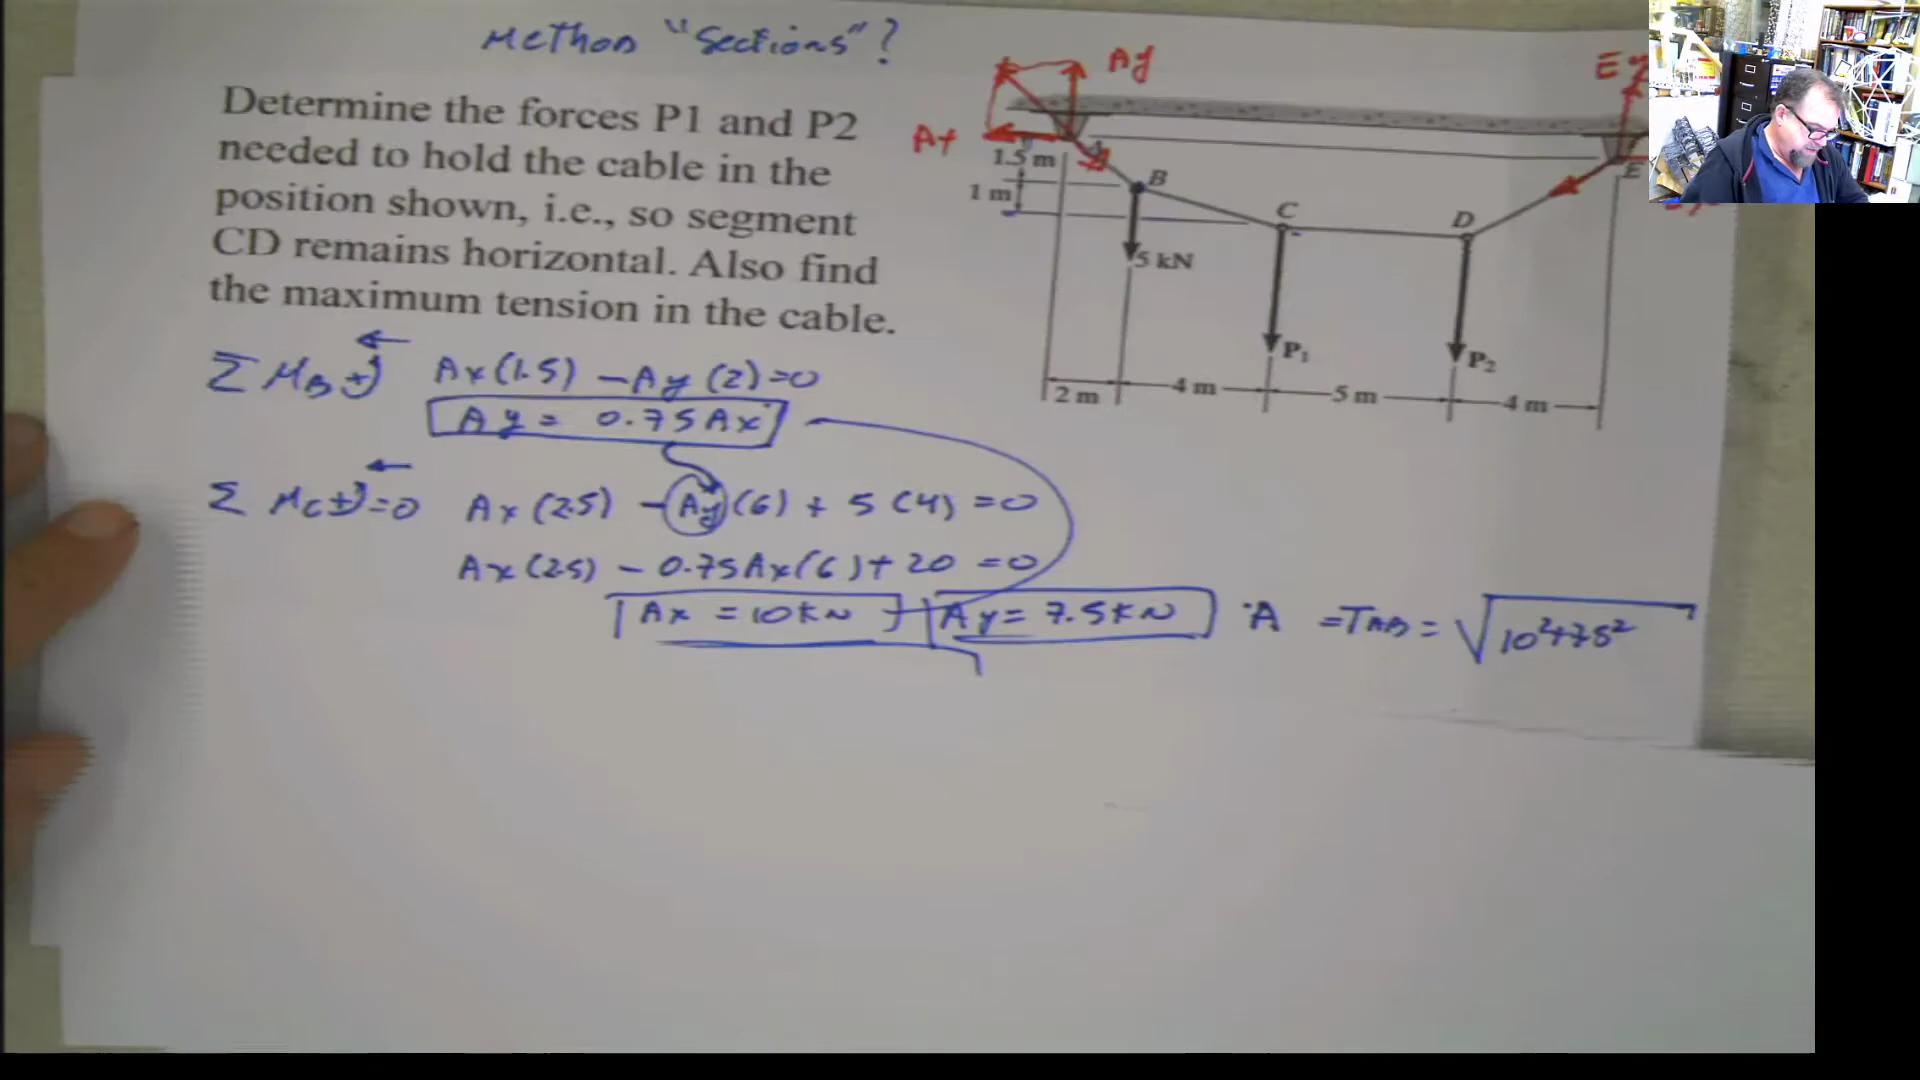 Method "Sections"?
Determine the forces P1 and P2
needed to hold the cable in the
position shown, i.e., so segment
CD remains horizontal. Also find
the maximum tension in the cable.
Ay
Ax
Ey
1.5 m
1 m
A
B
C
D
E
5 kN
P1
P2
2 m
4 m
5 m
4 m
Σ MB + Ax(1.5) - Ay(2)=0
Ay = 0.75Ax
Σ Mc+=0 Ax(2.5) - Ay(6) + 5(4) =0
Ax(25) - 0.75Ax(6)+ 20 =0
Ax = 10kN Ay= 7.5kN A =TAB= √10²+75²